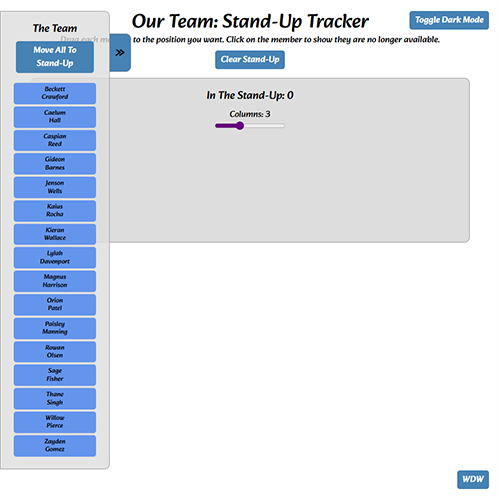 Our Team: Stand-Up Tracker
Toggle Dark Mode
Drag each me to the position you want. Click on the member to show they are no longer available.
The Team
Move All To
Stand-Up
»
Clear Stand-Up
In The Stand-Up: 0
Columns: 3
Beckett
Crawford
Caelum
Hall
Caspian
Reed
Gideon
Barnes
Jenson
Wells
Kaius
Rocha
Kieran
Wallace
Lylah
Davenport
Magnus
Harrison
Orion
Patel
Paisley
Manning
Rowan
Olsen
Sage
Fisher
Thane
Singh
Willow
Pierce
Zayden
Gomez
WDW